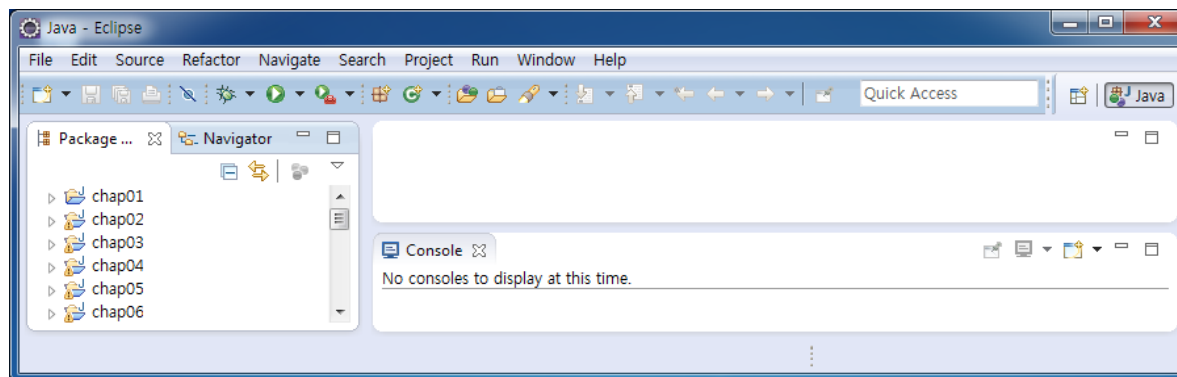 Java - Eclipse
File Edit Source Refactor Navigate Search Project Run Window Help
Quick Access
Java
Package ... Navigator
chap01
chap02
chap03
chap04
chap05
chap06
Console
No consoles to display at this time.